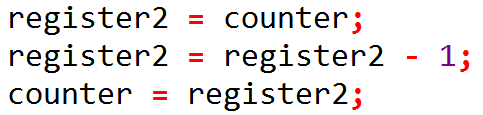 register2 = counter;
register2 = register2 - 1;
counter = register2;